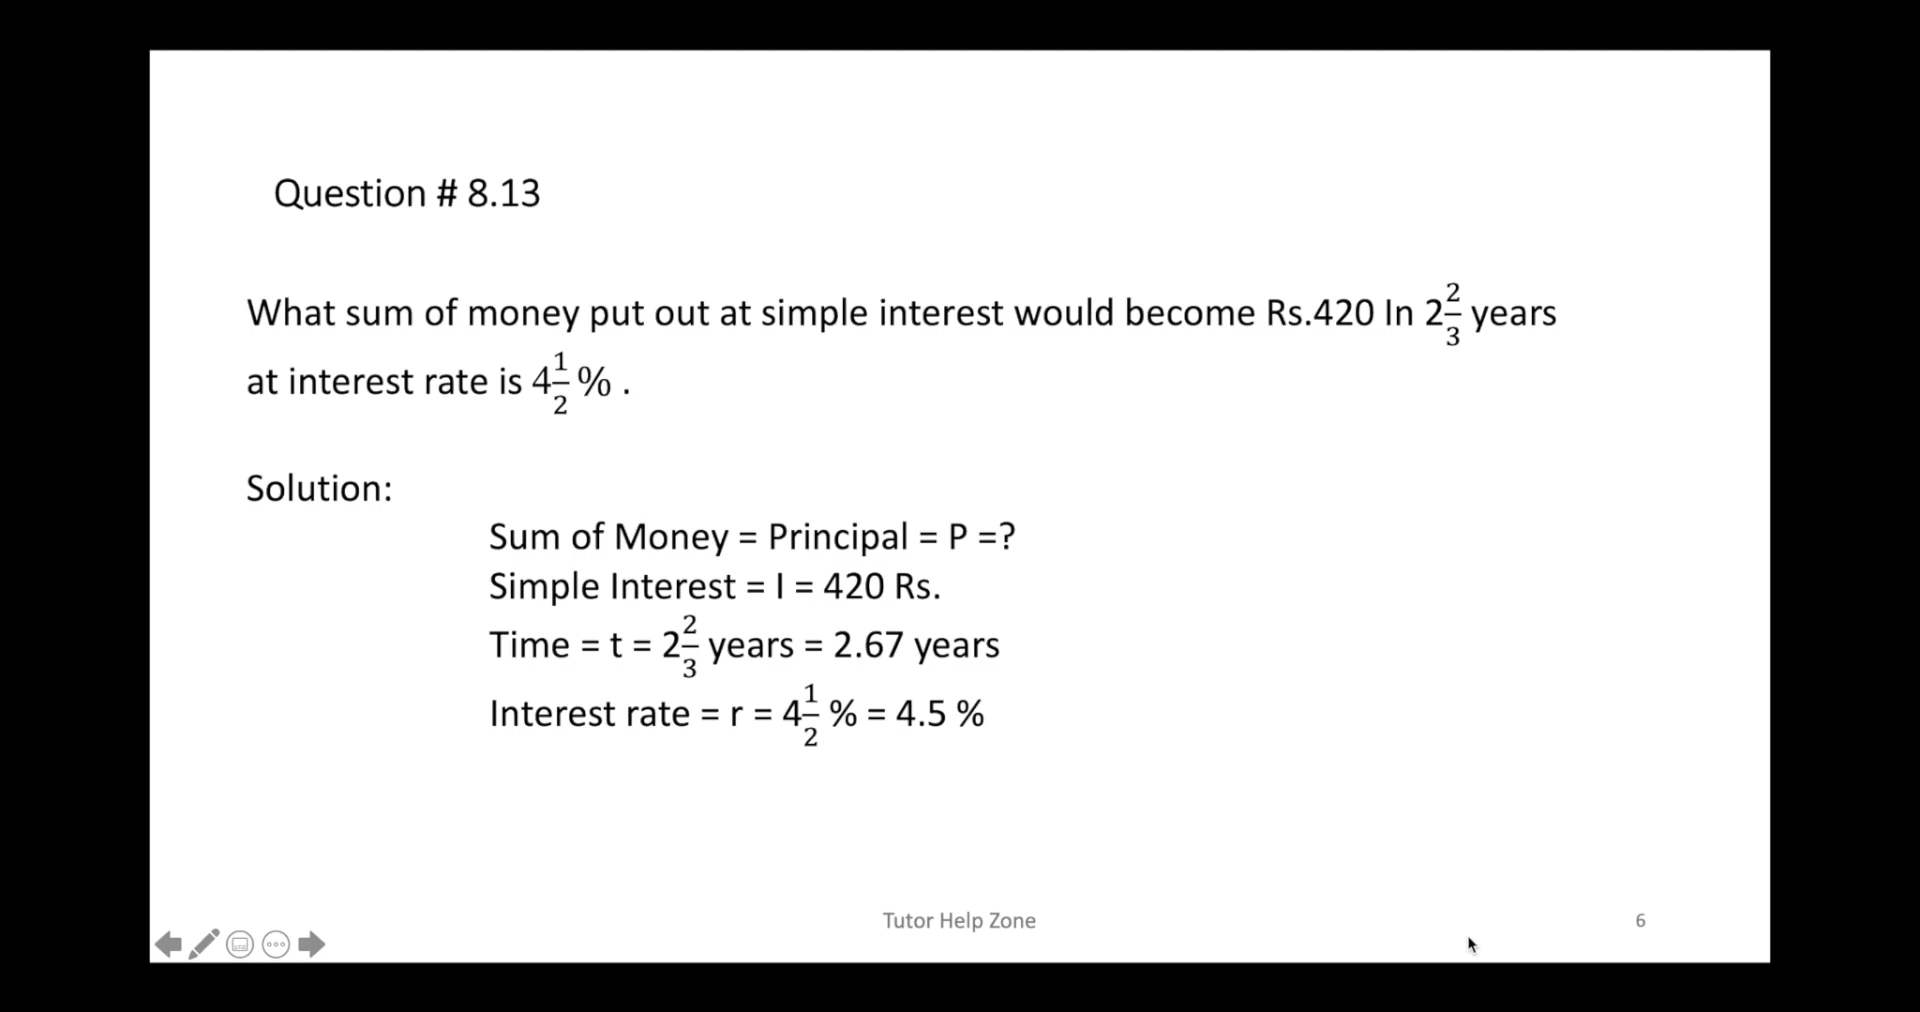 Question # 8.13
What sum of money put out at simple interest would become Rs.420 In 2 2/3 years
at interest rate is 4 1/2 % .
Solution:
Sum of Money = Principal = P =?
Simple Interest = I = 420 Rs.
Time = t = 2 2/3 years = 2.67 years
Interest rate = r = 4 1/2 % = 4.5 %
Tutor Help Zone
6